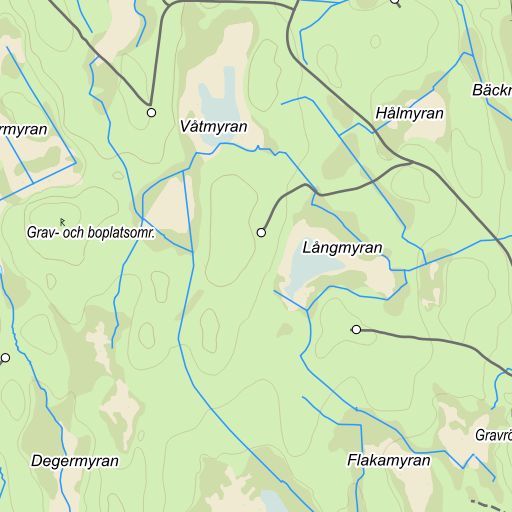 Bäckm
Hålmyran
Våtmyran
rmyran
Grav- och boplatsomr.
Långmyran
Gravrö
Degermyran
Flakamyran